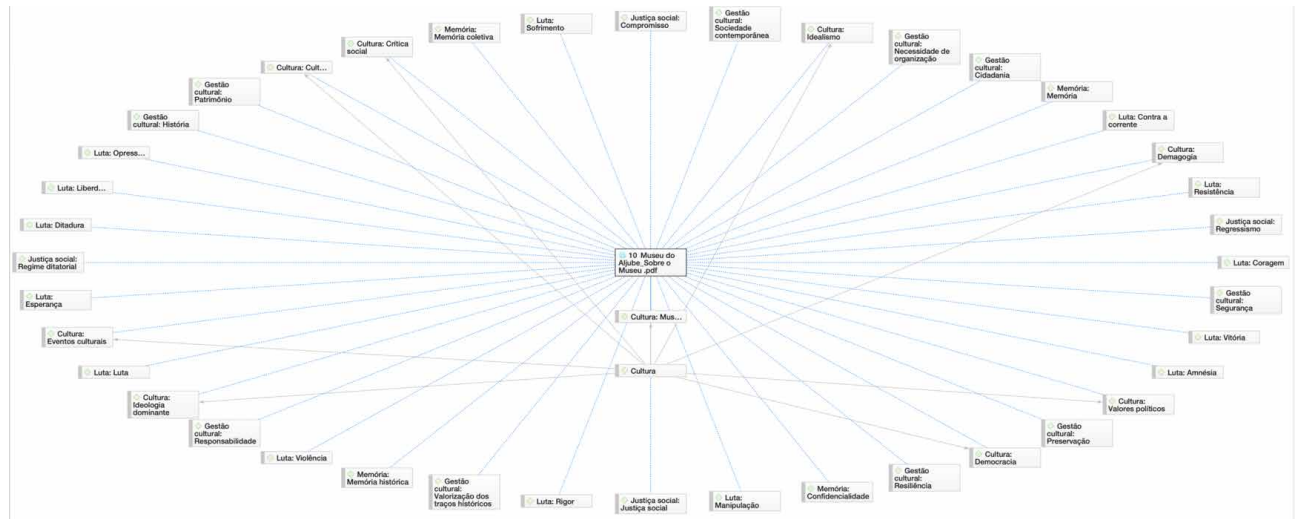 Gestão
cultural:
Sociedade
contemporânea
Justiça social:
Compromisso
Luta:
Sofrimento
Memória:
Memória coletiva
Cultura:
Idealismo
Cultura: Crítica
social
Gestão
cultural:
Necessidade de
organização
Cultura: Cult...
Gestão
cultural:
Cidadania
Gestão
cultural:
Patrimônio
Memória:
Memória
Gestão
cultural: História
Luta: Contra a
corrente
Luta: Opress...
Cultura:
Demagogia
Luta: Liberd...
Luta:
Resistência
Luta: Ditadura
Justiça social:
Regressismo
Justiça social:
Regime ditatorial
10 Museu do
Aljube_Sobre o
Museu .pdf
Luta: Coragem
Luta:
Esperança
Gestão
cultural:
Segurança
Cultura: Mus...
Cultura:
Eventos culturais
Luta: Vitória
Luta: Luta
Cultura
Luta: Amnésia
Cultura:
Ideologia
dominante
Cultura:
Valores políticos
Gestão
cultural:
Responsabilidade
Gestão
cultural:
Preservação
Luta: Violência
Cultura:
Democracia
Memória:
Memória histórica
Gestão
cultural:
Resiliência
Gestão
cultural:
Valorização dos
traços históricos
Memória:
Confidencialidade
Luta: Rigor
Justiça social:
Justiça social
Luta:
Manipulação